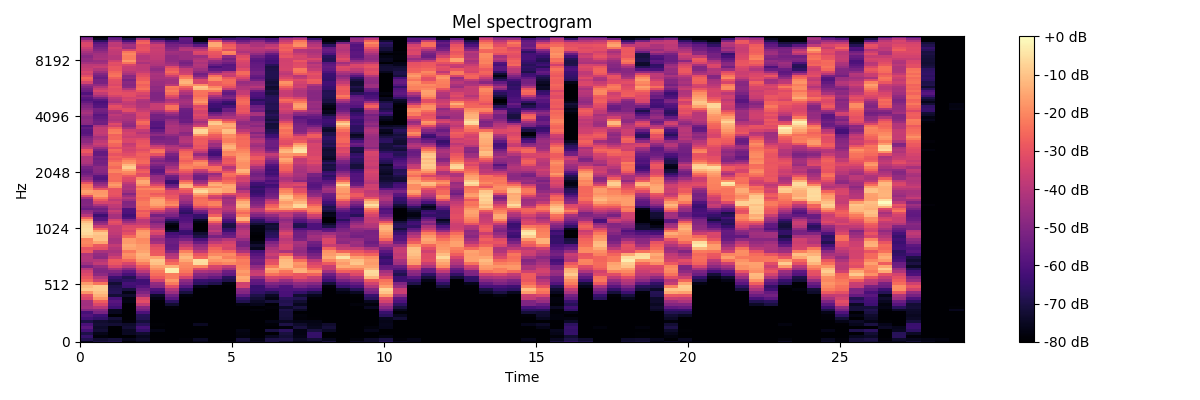 Mel spectrogram
8192
4096
2048
1024
512
0
Hz
0 5 10 15 20 25
Time
+0 dB
-10 dB
-20 dB
-30 dB
-40 dB
-50 dB
-60 dB
-70 dB
-80 dB